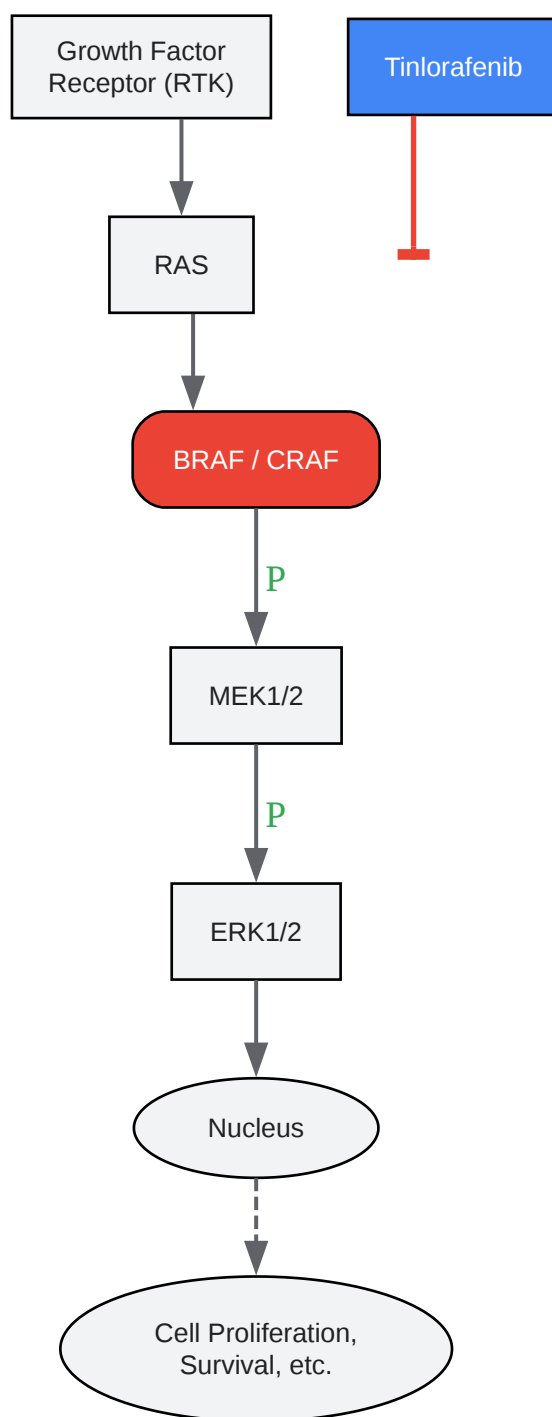 Growth Factor
Receptor (RTK)
Tinlorafenib
RAS
BRAF / CRAF
P
MEK1/2
P
ERK1/2
Nucleus
Cell Proliferation,
Survival, etc.